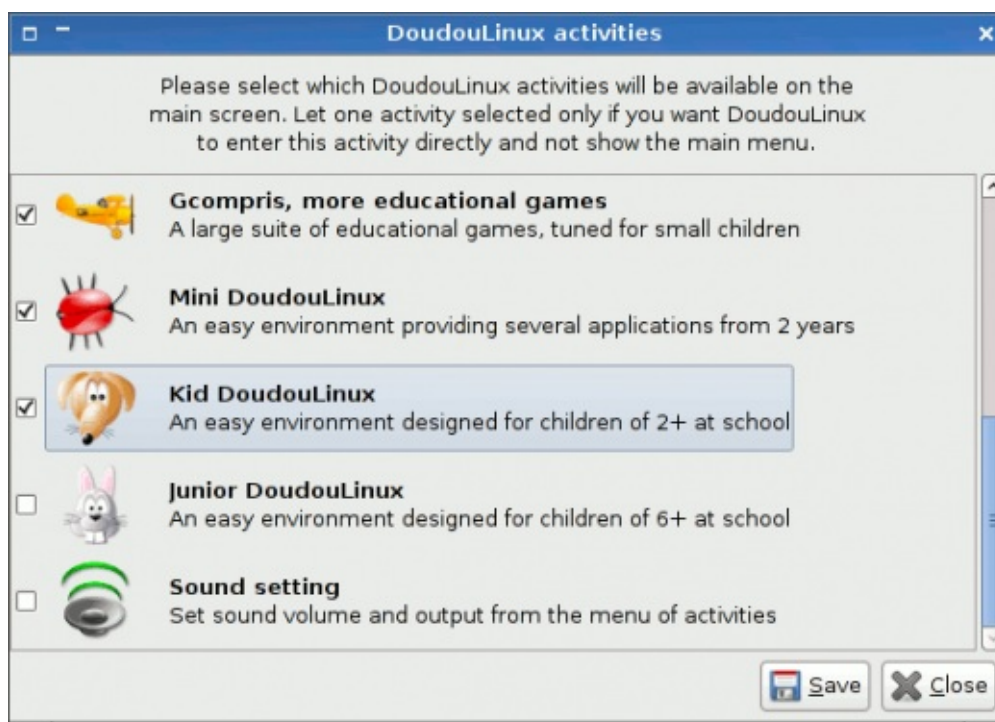 DoudouLinux activities
Please select which DoudouLinux activities will be available on the
main screen. Let one activity selected only if you want DoudouLinux
to enter this activity directly and not show the main menu.
Gcompris, more educational games
A large suite of educational games, tuned for small children
Mini DoudouLinux
An easy environment providing several applications from 2 years
Kid DoudouLinux
An easy environment designed for children of 2+ at school
Junior DoudouLinux
An easy environment designed for children of 6+ at school
Sound setting
Set sound volume and output from the menu of activities
Save
Close